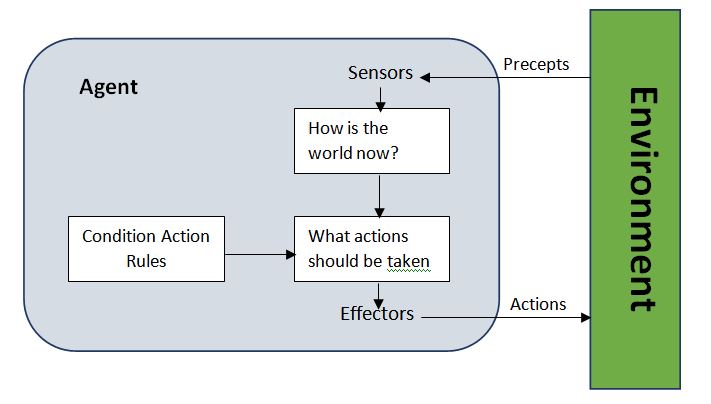 Agent
Sensors
Precepts
How is the
world now?
Condition Action
Rules
What actions
should be taken
Effectors
Actions
Environment